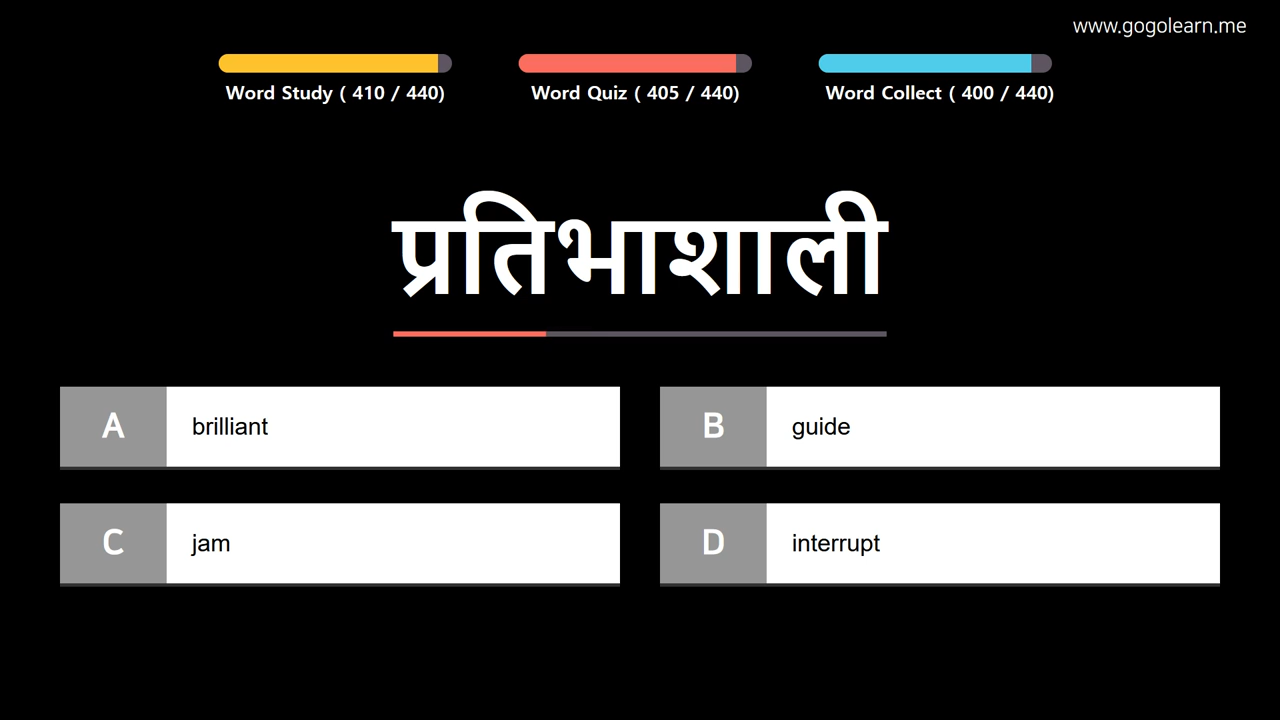 www.gogolearn.me
Word Study ( 410 / 440)
Word Quiz ( 405 / 440)
Word Collect ( 400 / 440)
प्रतिभाशाली
A brilliant
B guide
C jam
D interrupt